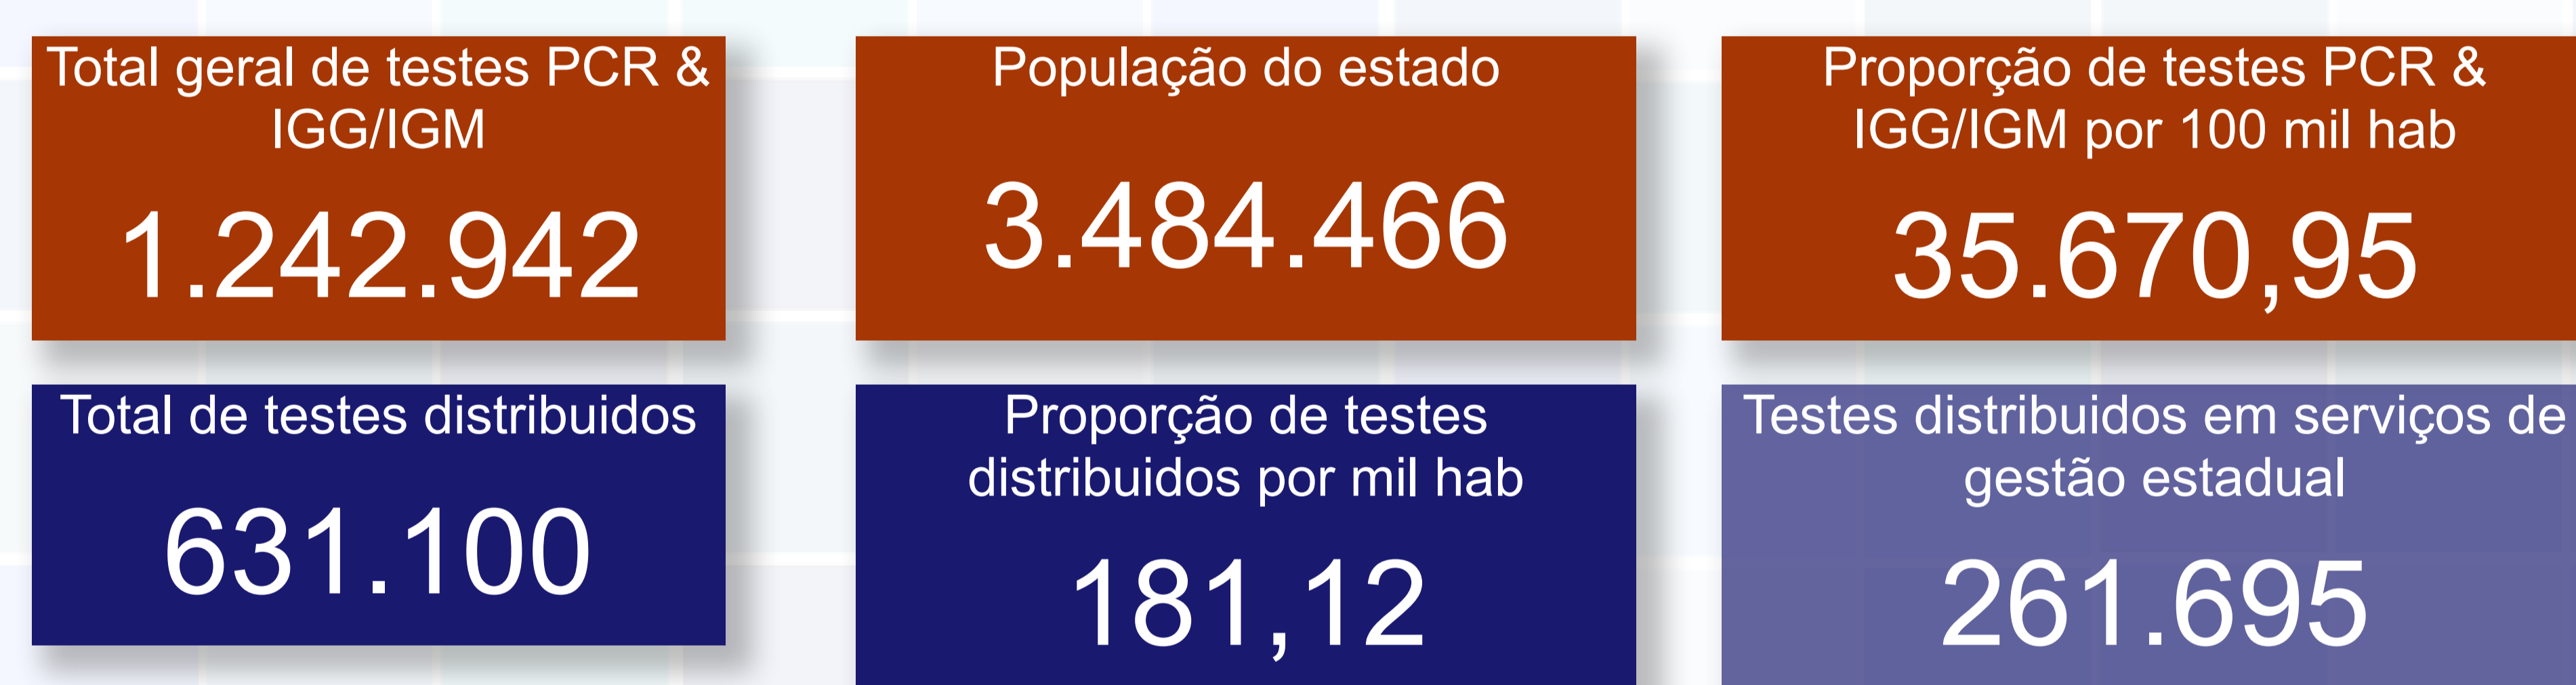 Total geral de testes PCR &
IGG/IGM
1.242.942
População do estado
3.484.466
Proporção de testes PCR &
IGG/IGM por 100 mil hab
35.670,95
Total de testes distribuidos
631.100
Proporção de testes
distribuidos por mil hab
181,12
Testes distribuidos em serviços de
gestão estadual
261.695